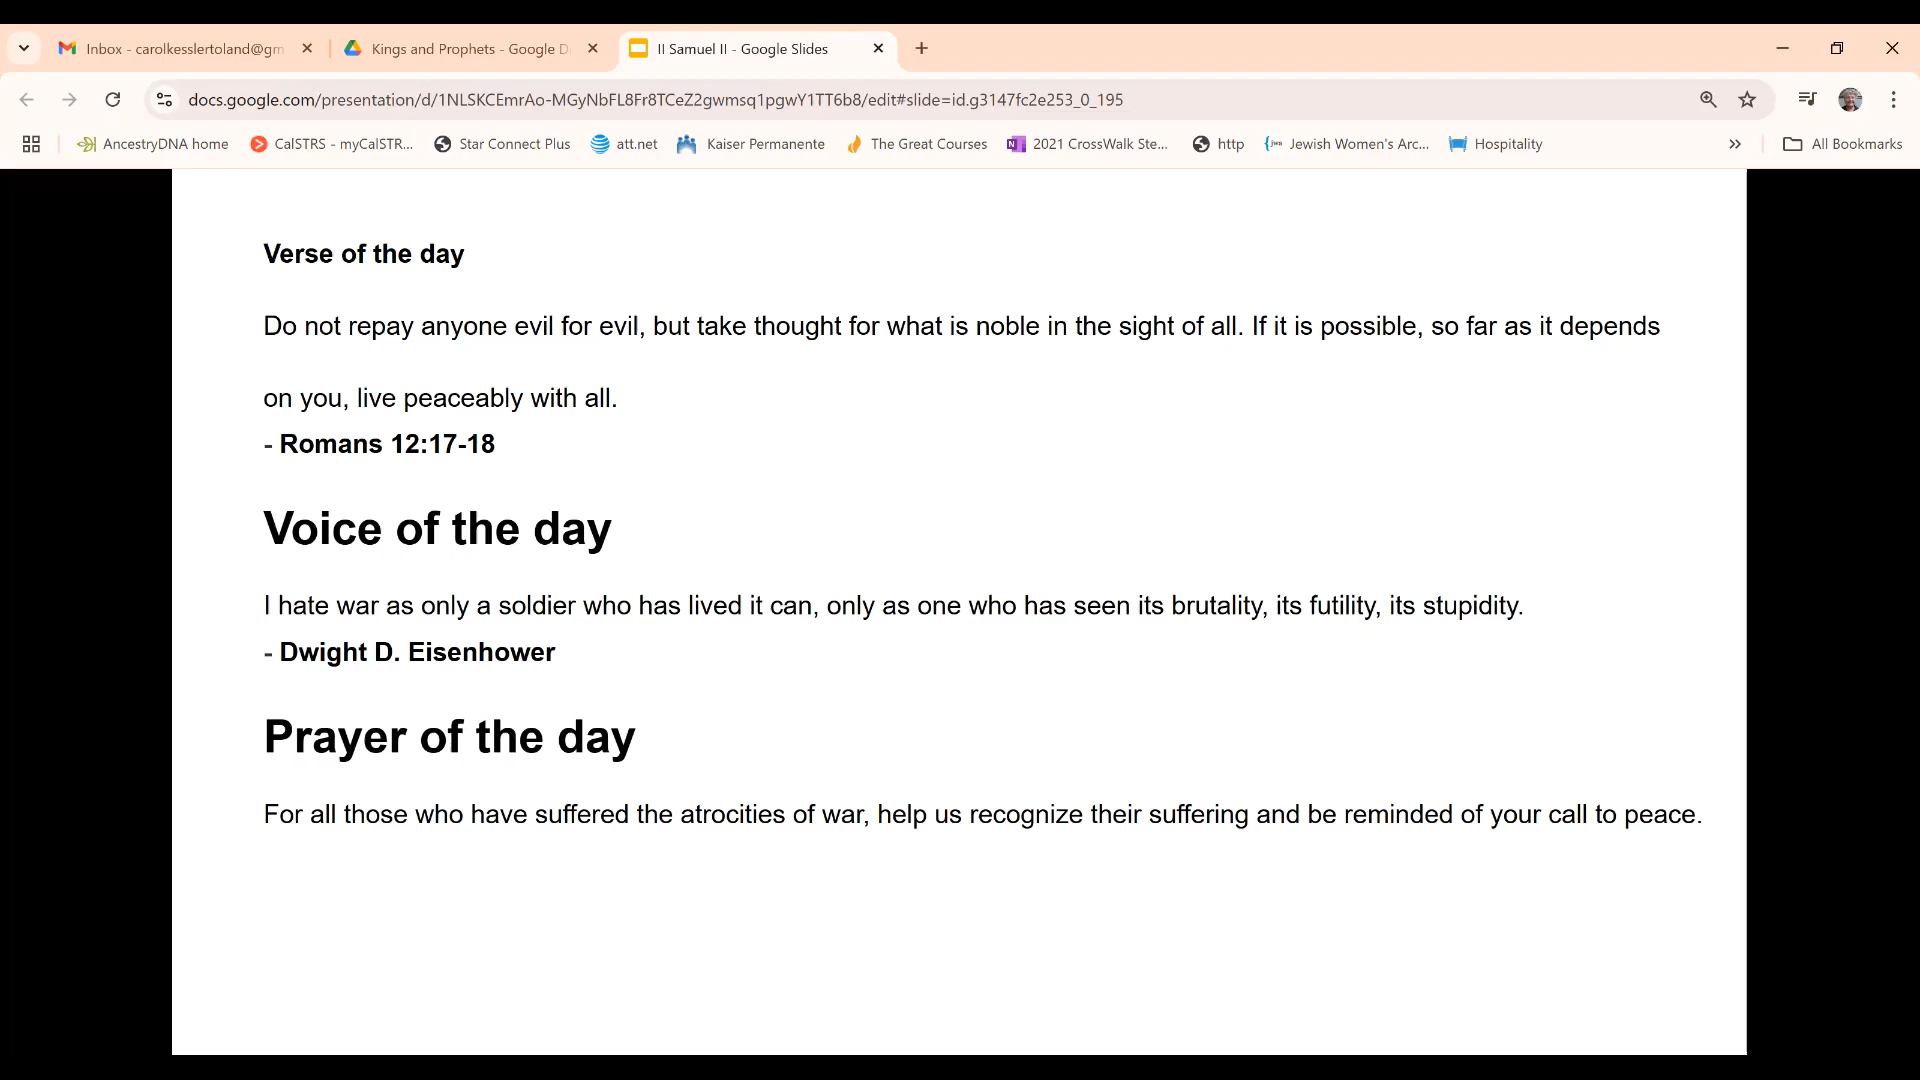 Inbox - carolkesslertoland@gm
Kings and Prophets - Google D
II Samuel II - Google Slides
docs.google.com/presentation/d/1NLSKCEmrAo-MGyNbFL8Fr8TCeZ2gwmsq1pgwY1TT6b8/edit#slide=id.g3147fc2e253_0_195
AncestryDNA home
CalSTRS - myCalSTR...
Star Connect Plus
att.net
Kaiser Permanente
The Great Courses
2021 CrossWalk Ste...
http
Jewish Women's Arc...
Hospitality
All Bookmarks
Verse of the day
Do not repay anyone evil for evil, but take thought for what is noble in the sight of all. If it is possible, so far as it depends
on you, live peaceably with all.
- Romans 12:17-18
Voice of the day
I hate war as only a soldier who has lived it can, only as one who has seen its brutality, its futility, its stupidity.
- Dwight D. Eisenhower
Prayer of the day
For all those who have suffered the atrocities of war, help us recognize their suffering and be reminded of your call to peace.